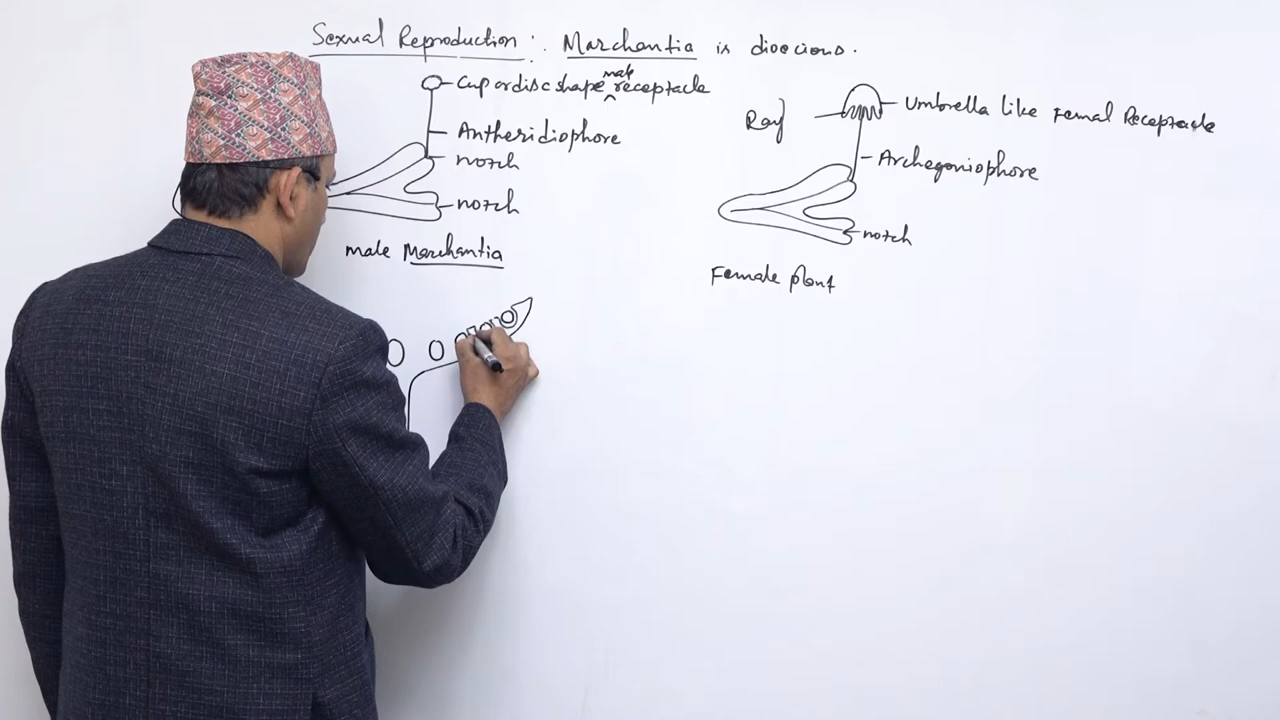 Sexual Reproduction :. Marchantia is dioecious.
Cup or disc shape male receptacle
Antheridiophore
notch
notch
male Marchantia
Ray
Umbrella like Femal Receptacle
Archegoniophore
notch
Female plant